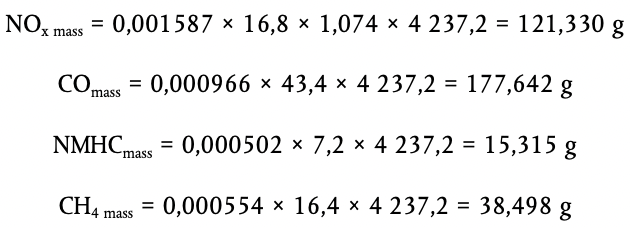 NOx mass = 0,001587 × 16,8 × 1,074 × 4 237,2 = 121,330 g
COmass = 0,000966 × 43,4 × 4 237,2 = 177,642 g
NMHCmass = 0,000502 × 7,2 × 4 237,2 = 15,315 g
CH4 mass = 0,000554 × 16,4 × 4 237,2 = 38,498 g